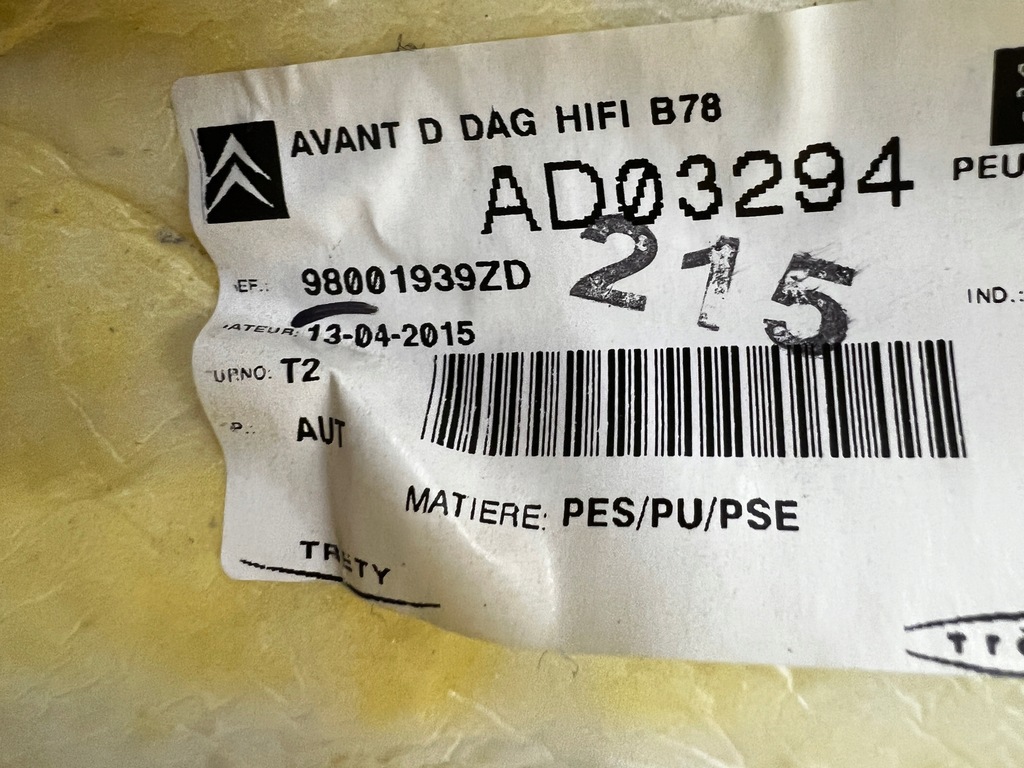 AVANT D DAG HIFI B78
AD03294
PEU
215
EF.: 98001939ZD
IND.:
ATEUR: 13-04-2015
URNO: T2
P.: AUT
MATIERE: PES/PU/PSE
TRETY